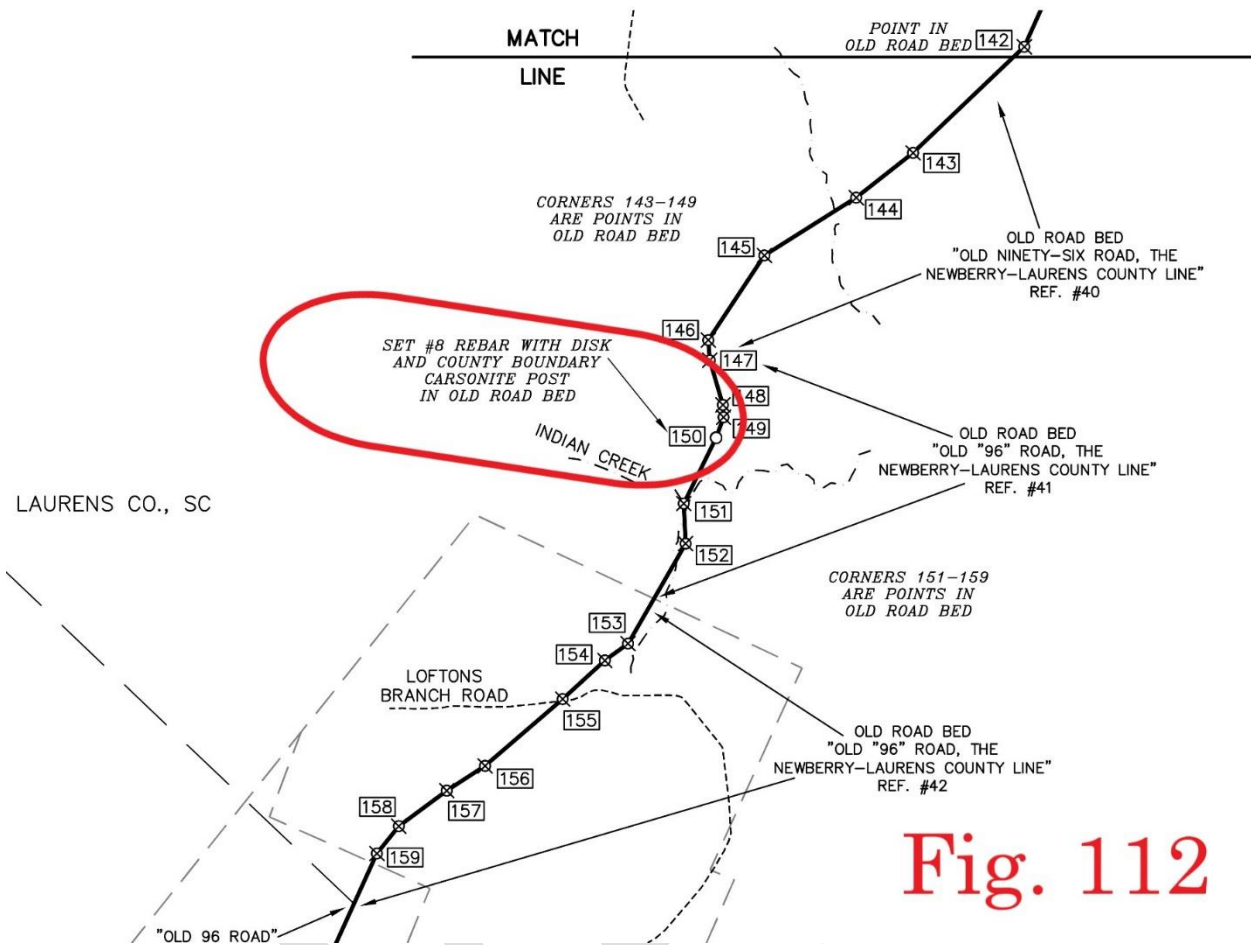 POINT IN
OLD ROAD BED
142
MATCH
LINE
143
144
CORNERS 143–149
ARE POINTS IN
OLD ROAD BED
145
OLD ROAD BED
"OLD NINETY–SIX ROAD, THE
NEWBERRY–LAURENS COUNTY LINE"
REF. #40
146
147
SET #8 REBAR WITH DISK
AND COUNTY BOUNDARY
CARSONITE POST
IN OLD ROAD BED
148
149
150
INDIAN CREEK
OLD ROAD BED
"OLD "96" ROAD, THE
NEWBERRY–LAURENS COUNTY LINE"
REF. #41
LAURENS CO., SC
151
152
CORNERS 151–159
ARE POINTS IN
OLD ROAD BED
153
154
LOFTONS
BRANCH ROAD
155
OLD ROAD BED
"OLD "96" ROAD, THE
NEWBERRY–LAURENS COUNTY LINE"
REF. #42
156
157
158
159
Fig. 112
"OLD 96 ROAD"